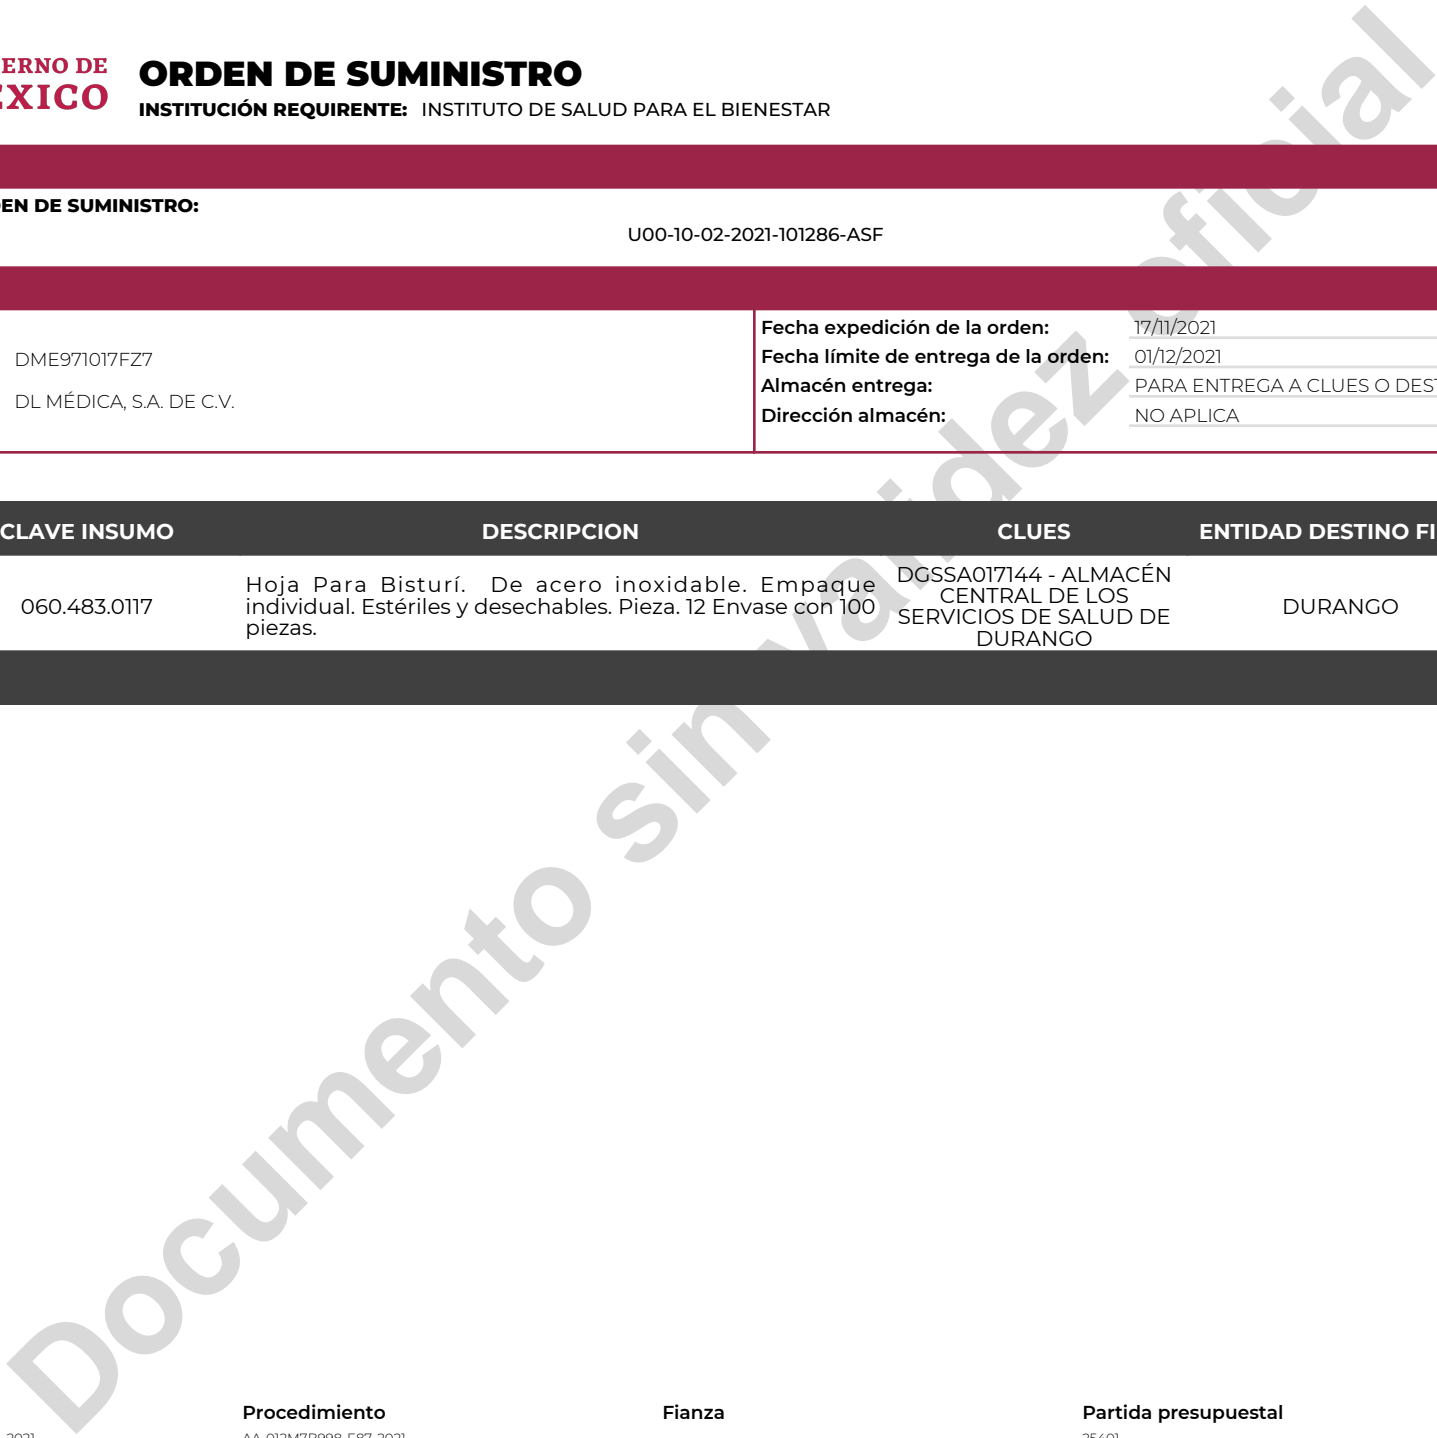 ERNO DE
EXICO
ORDEN DE SUMINISTRO
INSTITUCIÓN REQUIRENTE: INSTITUTO DE SALUD PARA EL BIENESTAR
EN DE SUMINISTRO:
U00-10-02-2021-101286-ASF
DME971017FZ7
DL MÉDICA, S.A. DE C.V.
Fecha expedición de la orden: 17/11/2021
Fecha límite de entrega de la orden: 01/12/2021
Almacén entrega: PARA ENTREGA A CLUES O DEST
Dirección almacén: NO APLICA
CLAVE INSUMO DESCRIPCION CLUES ENTIDAD DESTINO FI
060.483.0117
Hoja Para Bisturí. De acero inoxidable. Empaque
individual. Estériles y desechables. Pieza. 12 Envase con 100
piezas.
DGSSA017144 - ALMACÉN
CENTRAL DE LOS
SERVICIOS DE SALUD DE
DURANGO
DURANGO
Documento sin validez oficial
Procedimiento Fianza Partida presupuestal